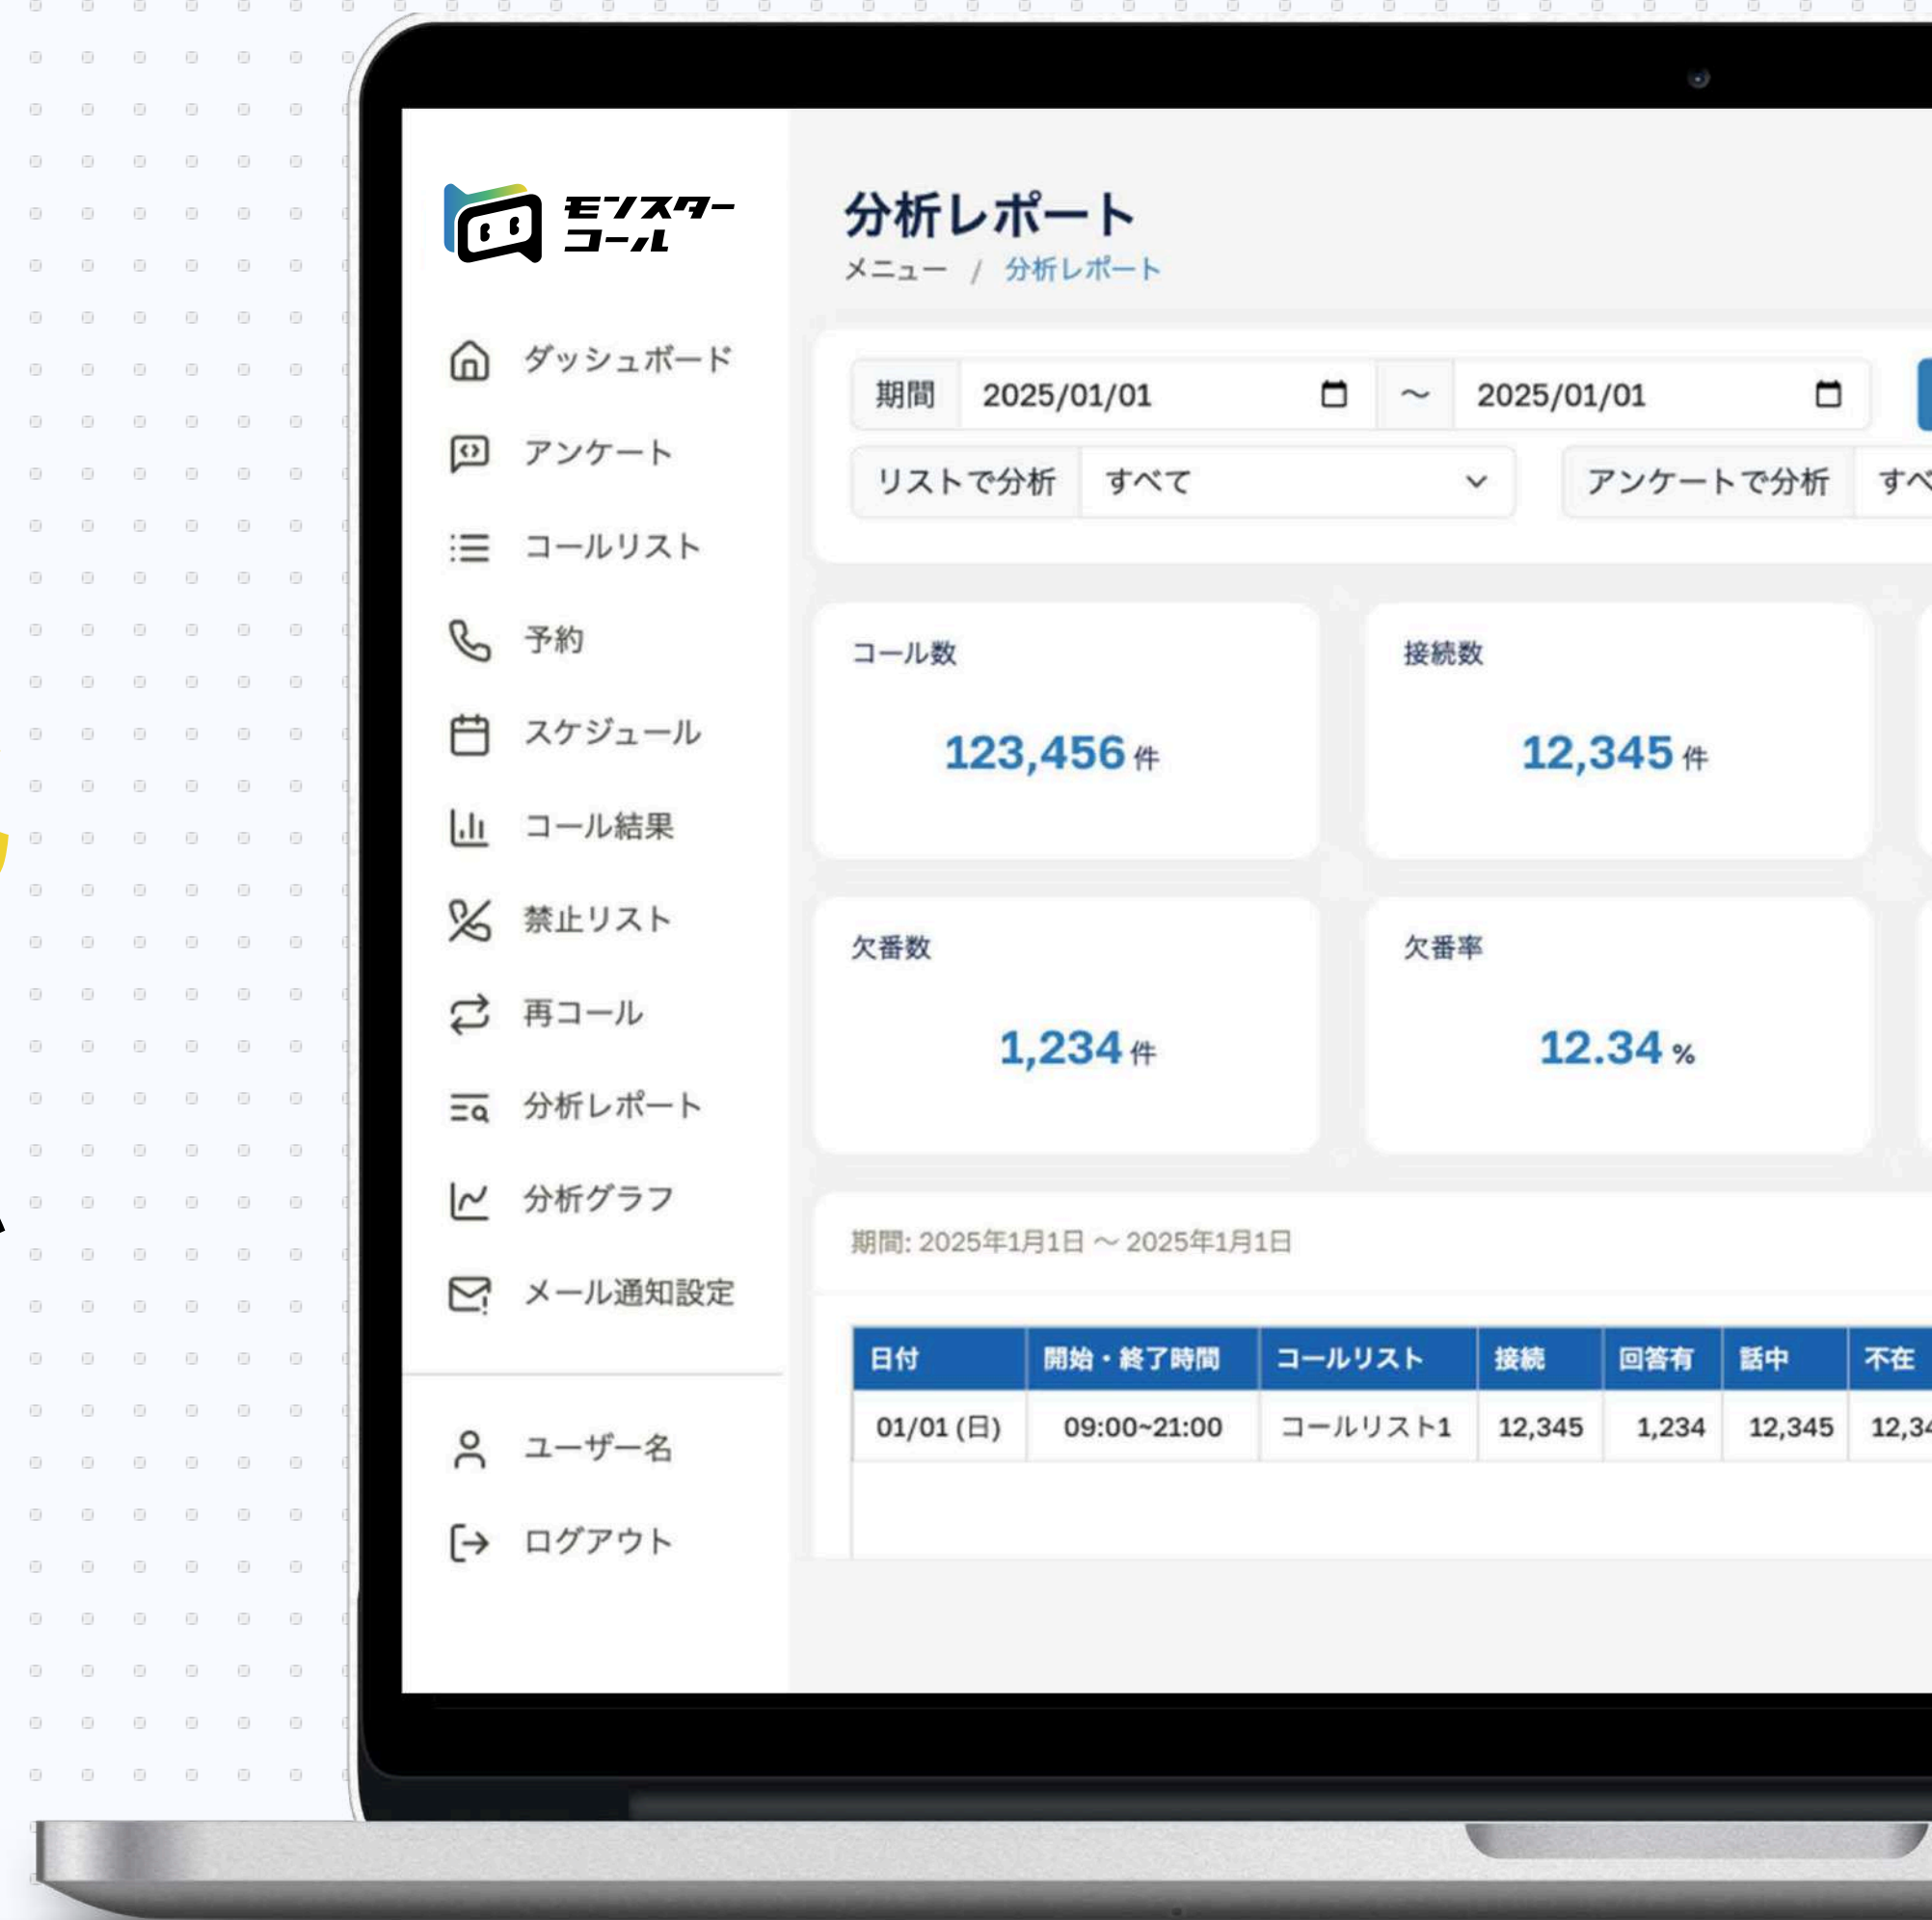 モンスター
コール
ダッシュボード
アンケート
コールリスト
予約
スケジュール
コール結果
禁止リスト
再コール
分析レポート
分析グラフ
メール通知設定
ユーザー名
ログアウト
分析レポート
メニュー / 分析レポート
期間 2025/01/01 ～ 2025/01/01
リストで分析 すべて アンケートで分析 すべ
コール数 接続数
123,456 件 12,345 件
欠番数 欠番率
1,234 件 12.34 %
期間: 2025年1月1日 ～ 2025年1月1日
日付 開始・終了時間 コールリスト 接続 回答有 話中 不在
01/01 (日) 09:00~21:00 コールリスト1 12,345 1,234 12,345 12,34